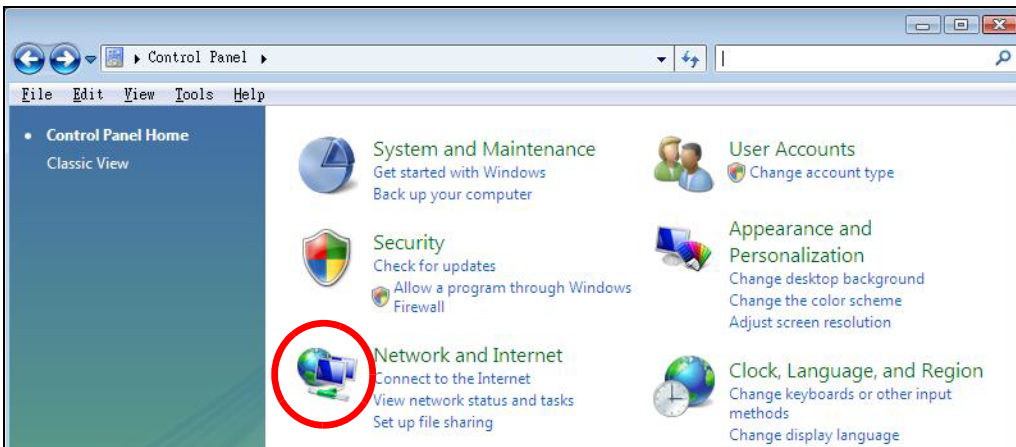 Control Panel
File Edit View Tools Help
Control Panel Home
Classic View
System and Maintenance
Get started with Windows
Back up your computer
Security
Check for updates
Allow a program through Windows
Firewall
Network and Internet
Connect to the Internet
View network status and tasks
Set up file sharing
User Accounts
Change account type
Appearance and
Personalization
Change desktop background
Change the color scheme
Adjust screen resolution
Clock, Language, and Region
Change keyboards or other input
methods
Change display language